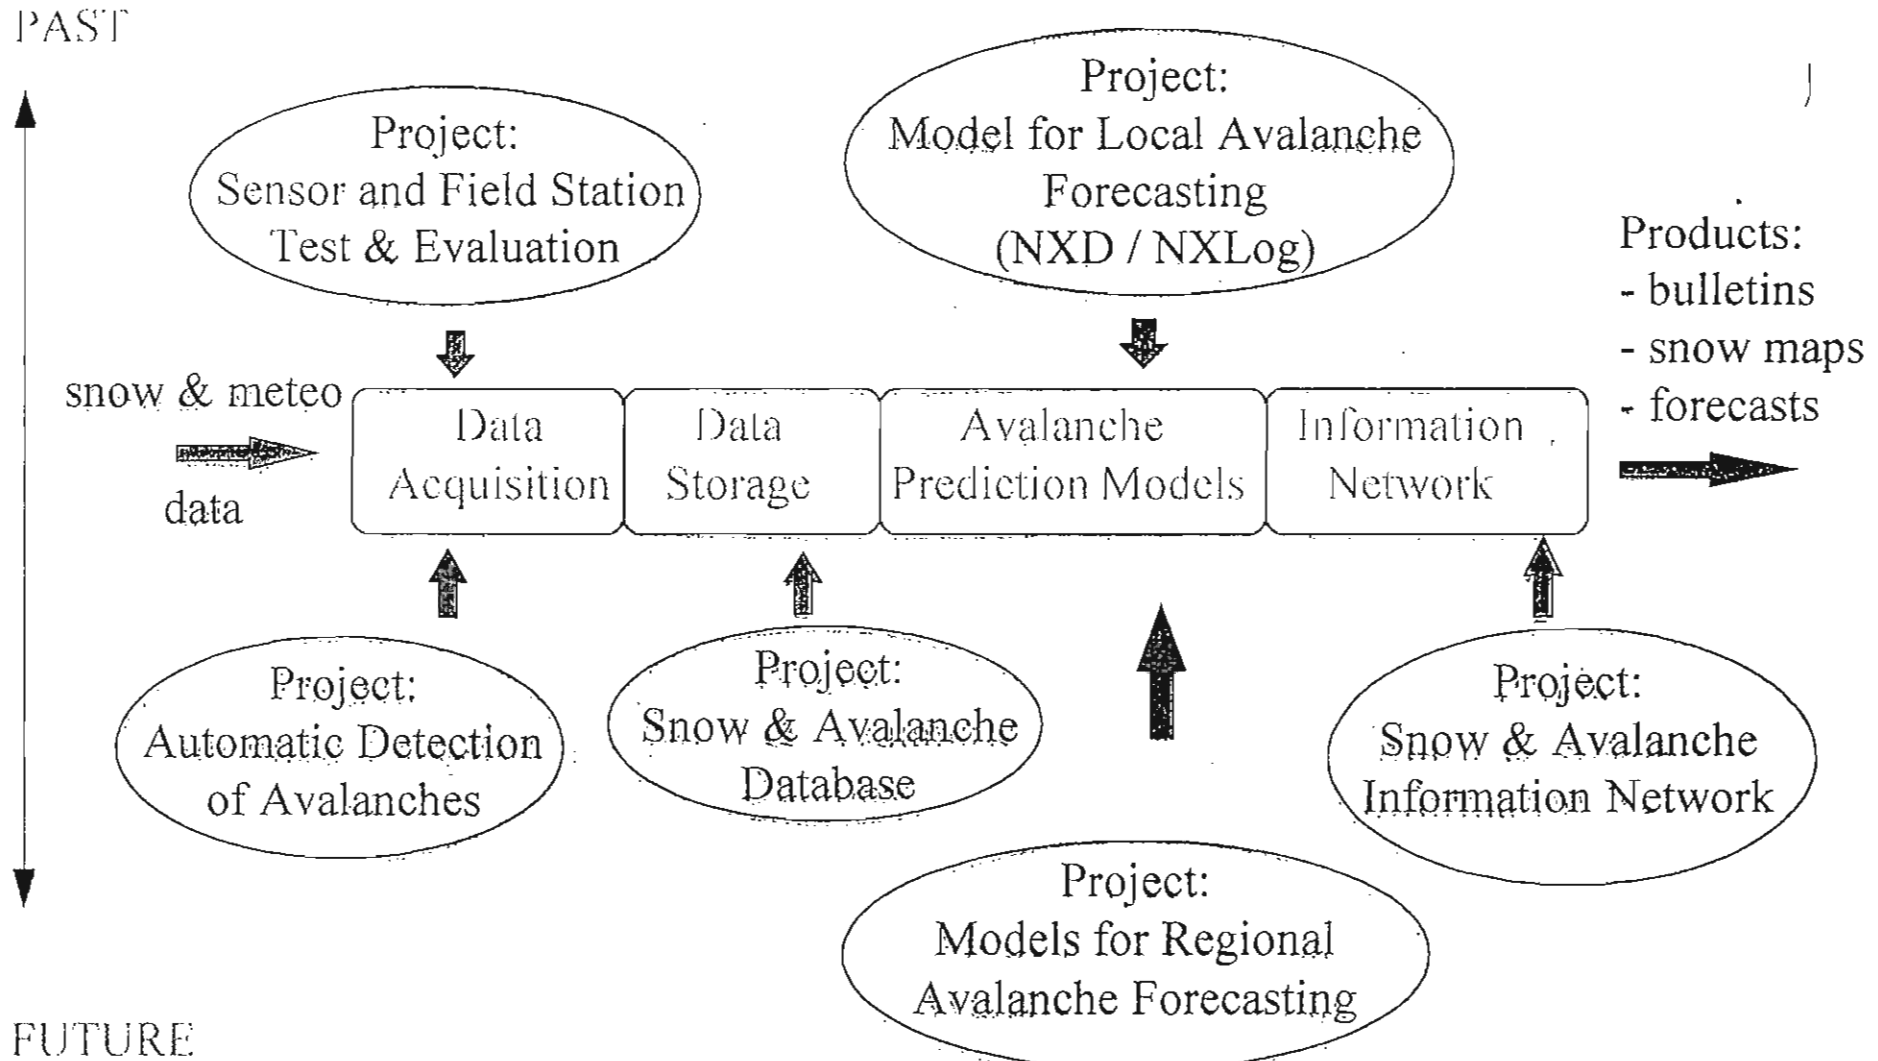 PAST
Project:
Sensor and Field Station
Test & Evaluation
Project:
Model for Local Avalanche
Forecasting
(NXD / NXLog)
Products:
- bulletins
- snow maps
- forecasts
snow & meteo
data
Data
Acquisition
Data
Storage
Avalanche
Prediction Models
Information
Network
Project:
Automatic Detection
of Avalanches
Project:
Snow & Avalanche
Database
Project:
Snow & Avalanche
Information Network
Project:
Models for Regional
Avalanche Forecasting
FUTURE